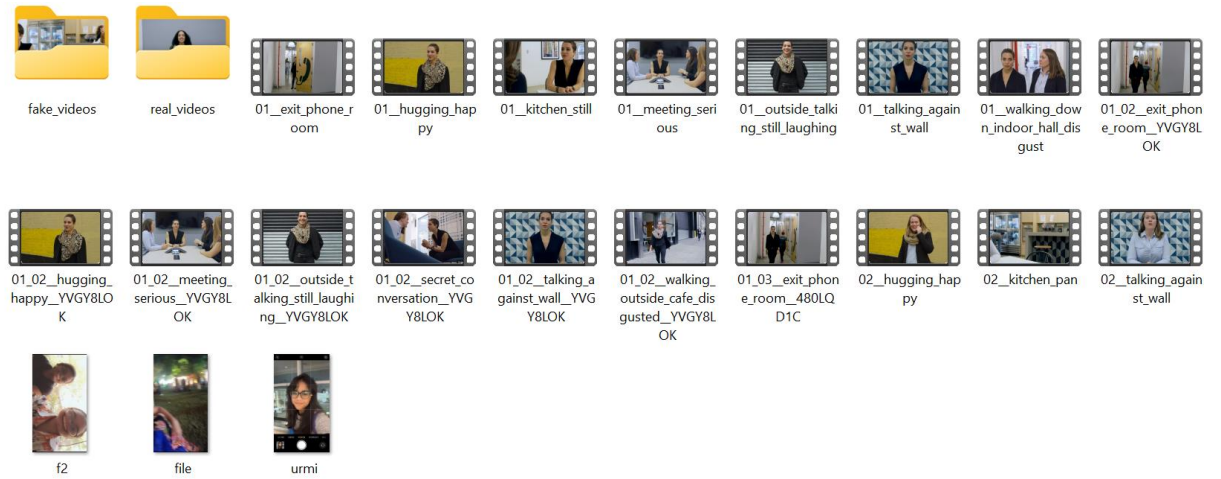 fake_videos
real_videos
01__exit_phone_r
oom
01__hugging_hap
py
01__kitchen_still
01__meeting_seri
ous
01__outside_talki
ng_still_laughing
01__talking_again
st_wall
01__walking_dow
n_indoor_hall_dis
gust
01_02__exit_phon
e_room__YVGY8L
OK
01_02__hugging_
happy__YVGY8LO
K
01_02__meeting_
serious__YVGY8L
OK
01_02__outside_t
alking_still_laughi
ng__YVGY8LOK
01_02__secret_co
nversation__YVG
Y8LOK
01_02__talking_a
gainst_wall__YVG
Y8LOK
01_02__walking_
outside_cafe_dis
gusted__YVGY8L
OK
01_03__exit_phon
e_room__480LQ
D1C
02__hugging_hap
py
02__kitchen_pan
02__talking_again
st_wall
f2
file
urmi